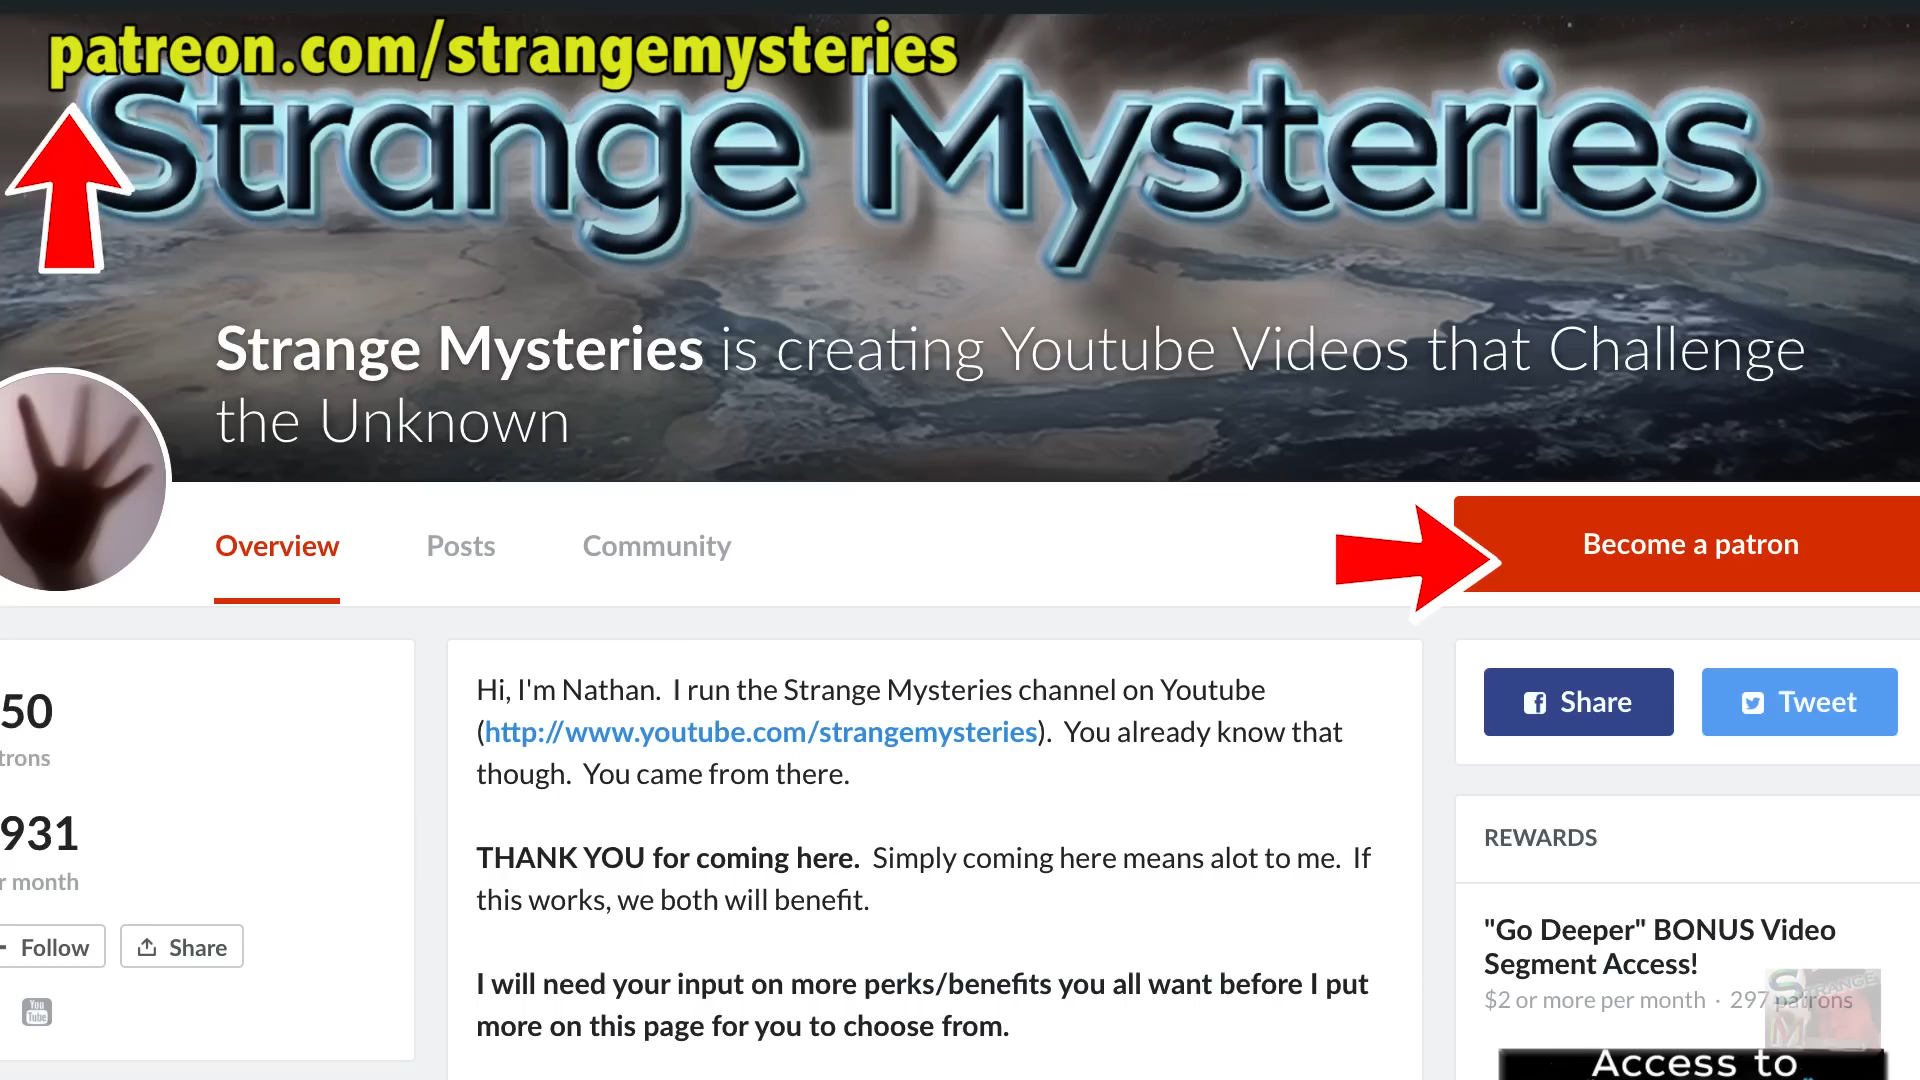 patreon.com/strangemysteries
Strange Mysteries
Strange Mysteries is creating Youtube Videos that Challenge
the Unknown
Overview
Posts
Community
Become a patron
50
trons
931
r month
Follow
Share
You
Tube
Hi, I'm Nathan. I run the Strange Mysteries channel on Youtube
(http://www.youtube.com/strangemysteries). You already know that
though. You came from there.
THANK YOU for coming here. Simply coming here means alot to me. If
this works, we both will benefit.
I will need your input on more perks/benefits you all want before I put
more on this page for you to choose from.
Share
Tweet
REWARDS
"Go Deeper" BONUS Video
Segment Access!
$2 or more per month · 297 patrons
STRANGE
M
Access to